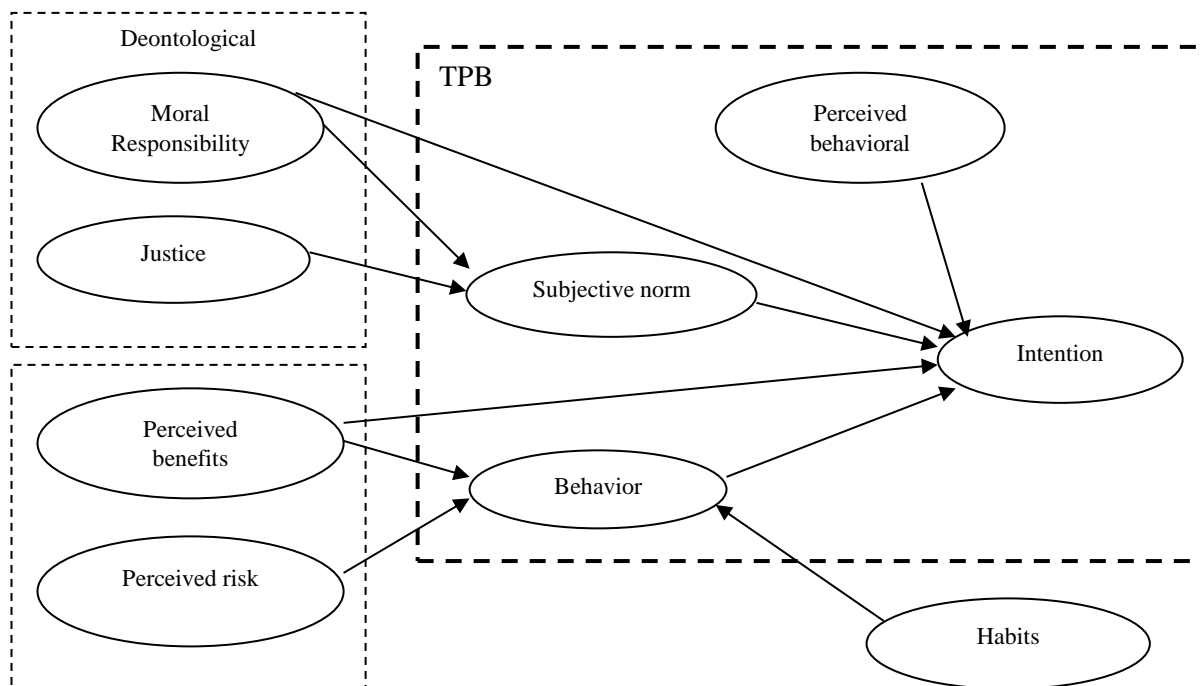 Deontological
Moral
Responsibility
Justice
Perceived
benefits
Perceived risk
TPB
Perceived
behavioral
Subjective norm
Intention
Behavior
Habits